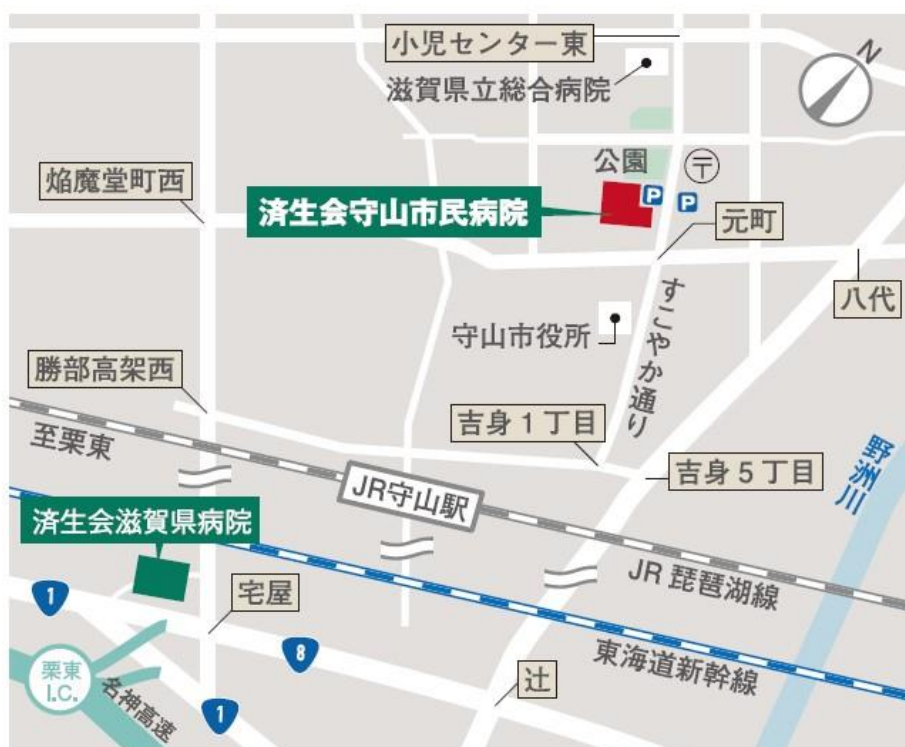 小児センター東
N
滋賀県立総合病院
焔魔堂町西
公園
〒
済生会守山市民病院
P
P
元町
八代
すこやか通り
守山市役所
勝部高架西
吉身1丁目
至栗東
吉身5丁目
野洲川
JR守山駅
済生会滋賀県病院
JR 琵琶湖線
1
宅屋
8
東海道新幹線
栗東
I.C.
名神高速
1
辻